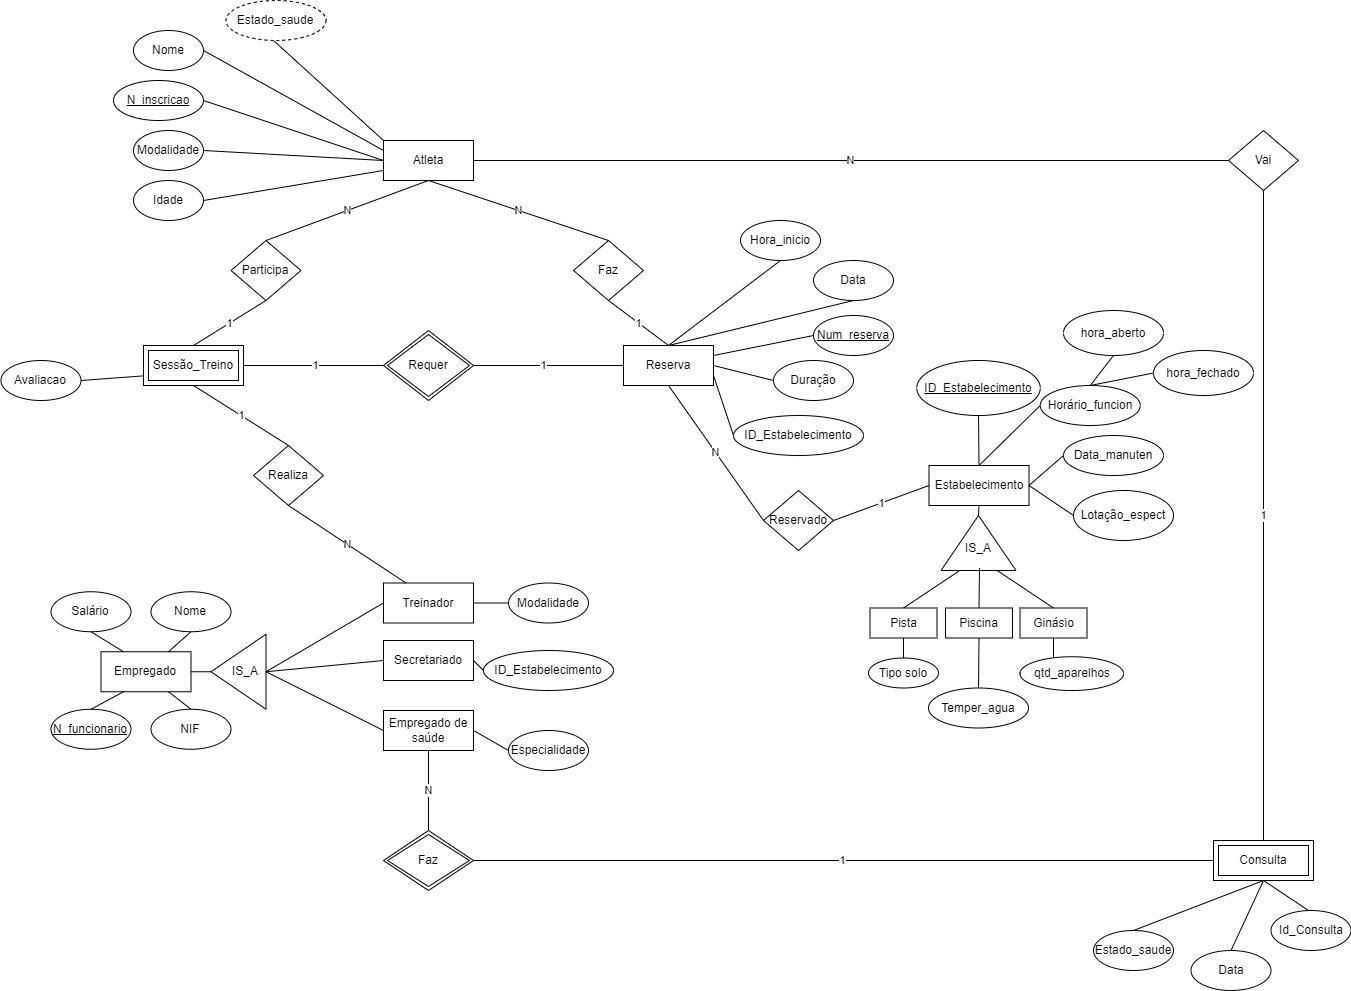 Estado_saude
Nome
N_inscricao
Modalidade
Idade
Atleta
N
Vai
N
N
Participa
Faz
Hora_inicio
Data
Num_reserva
Duração
ID_Estabelecimento
1
1
Sessão_Treino
Avaliacao
1
Requer
1
Reserva
hora_aberto
hora_fechado
ID_Estabelecimento
Horário_funcion
Data_manuten
Lotação_espect
Estabelecimento
1
Realiza
N
Reservado
1
1
N
IS_A
Pista
Piscina
Ginásio
Tipo solo
Temper_agua
qtd_aparelhos
Treinador
Modalidade
Salário
Nome
Empregado
IS_A
Secretariado
ID_Estabelecimento
N_funcionario
NIF
Empregado de
saúde
Especialidade
N
Faz
1
Consulta
Estado_saude
Data
Id_Consulta